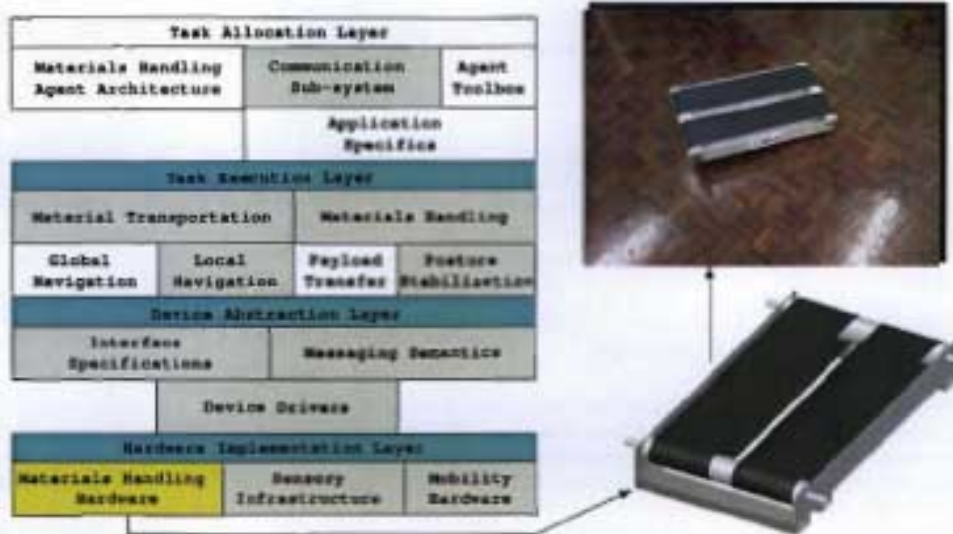 Task Allocation Layer
Materials Handling
Agent Architecture
Communication
Sub-system
Agent
Toolbox
Application
Specifics
Task Execution Layer
Material Transportation
Materials Handling
Global
Navigation
Local
Navigation
Payload
Transfer
Posture
Stabilization
Device Abstraction Layer
Interface
Specifications
Messaging Semantics
Device Drivers
Hardware Implementation Layer
Materials Handling
Hardware
Sensory
Infrastructure
Mobility
Hardware